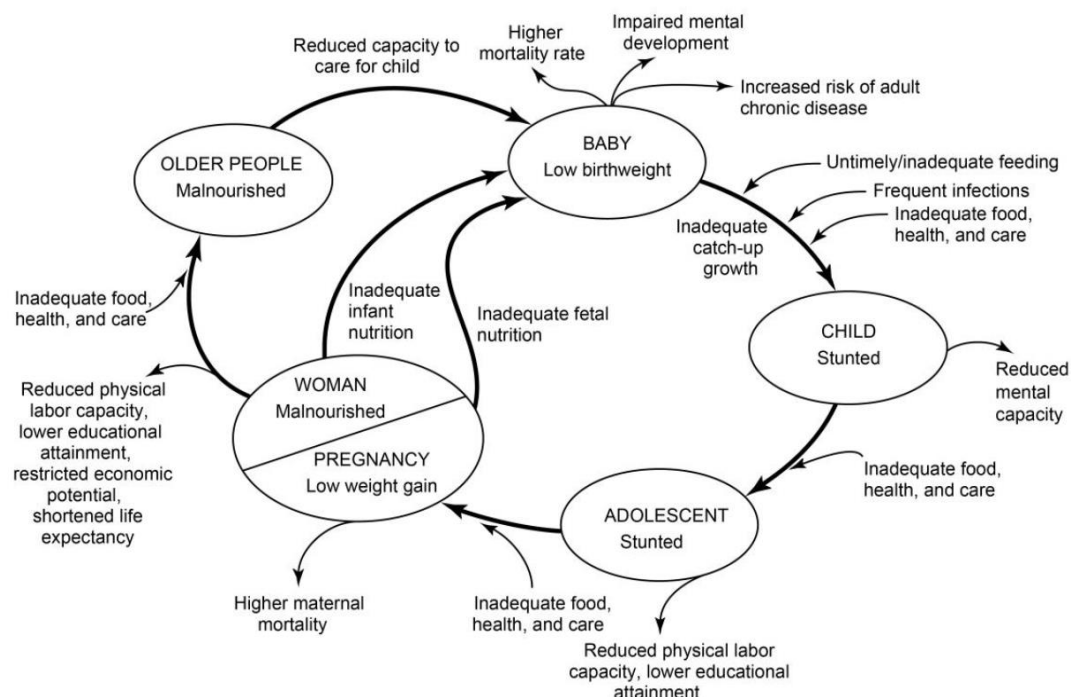 Higher
mortality rate
Impaired mental
development
Increased risk of adult
chronic disease
Reduced capacity to
care for child
OLDER PEOPLE
Malnourished
BABY
Low birthweight
Untimely/inadequate feeding
Frequent infections
Inadequate food,
health, and care
Inadequate
catch-up
growth
Inadequate food,
health, and care
Inadequate
infant
nutrition
Inadequate fetal
nutrition
CHILD
Stunted
Reduced
mental
capacity
Reduced physical
labor capacity,
lower educational
attainment,
restricted economic
potential,
shortened life
expectancy
WOMAN
Malnourished
PREGNANCY
Low weight gain
Inadequate food,
health, and care
ADOLESCENT
Stunted
Higher maternal
mortality
Inadequate food,
health, and care
Reduced physical labor
capacity, lower educational
attainment